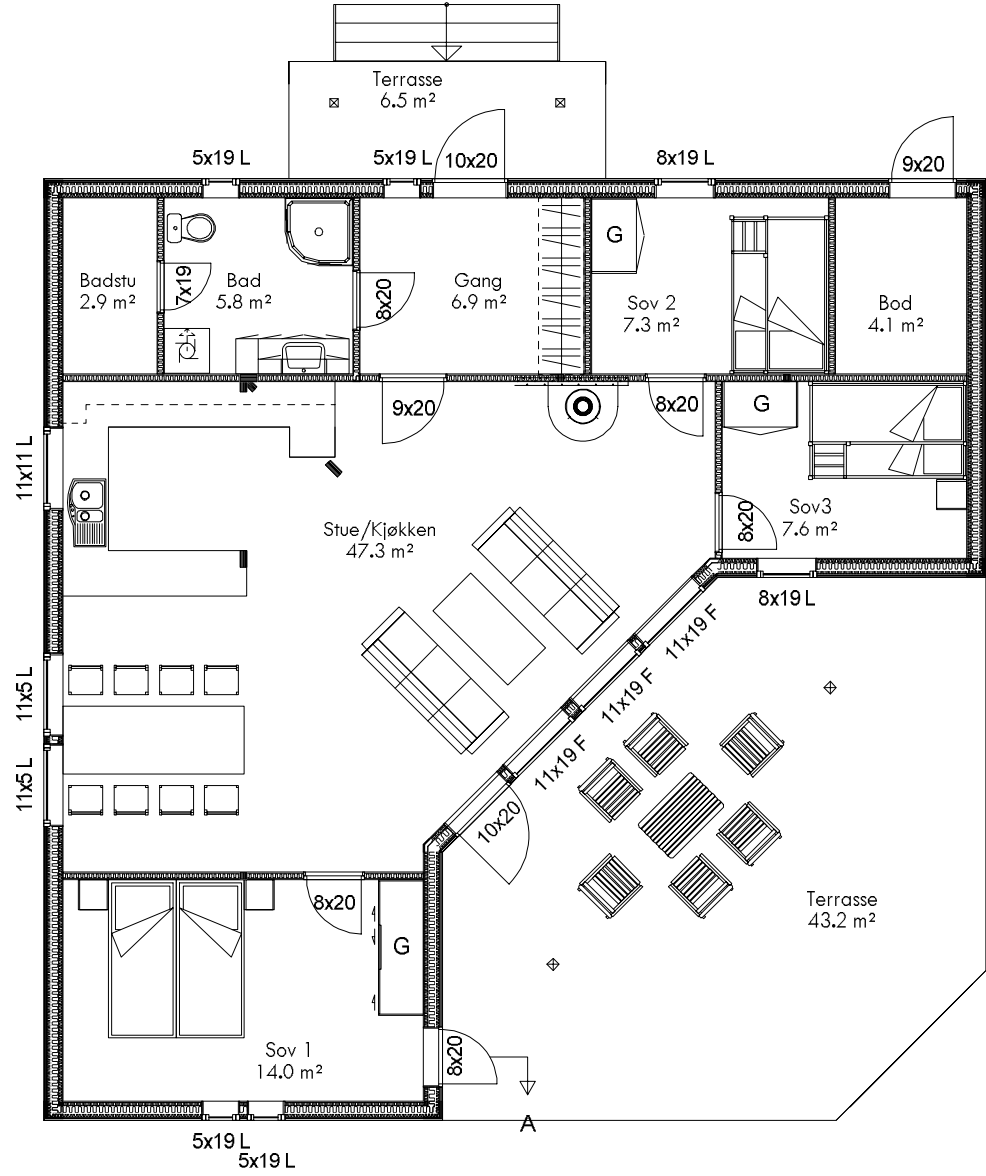 Terrasse
6.5 m²
5x19 L
5x19 L
10x20
8x19 L
9x20
G
Badstu
2.9 m²
7x19
Bad
5.8 m²
8x20
Gang
6.9 m²
Sov 2
7.3 m²
Bod
4.1 m²
9x20
8x20
G
11x11 L
Stue/Kjøkken
47.3 m²
8x20
Sov3
7.6 m²
8x19 L
11x19 F
11x19 F
11x19 F
10x20
11x5 L
11x5 L
Terrasse
43.2 m²
8x20
G
Sov 1
14.0 m²
8x20
A
5x19 L
5x19 L